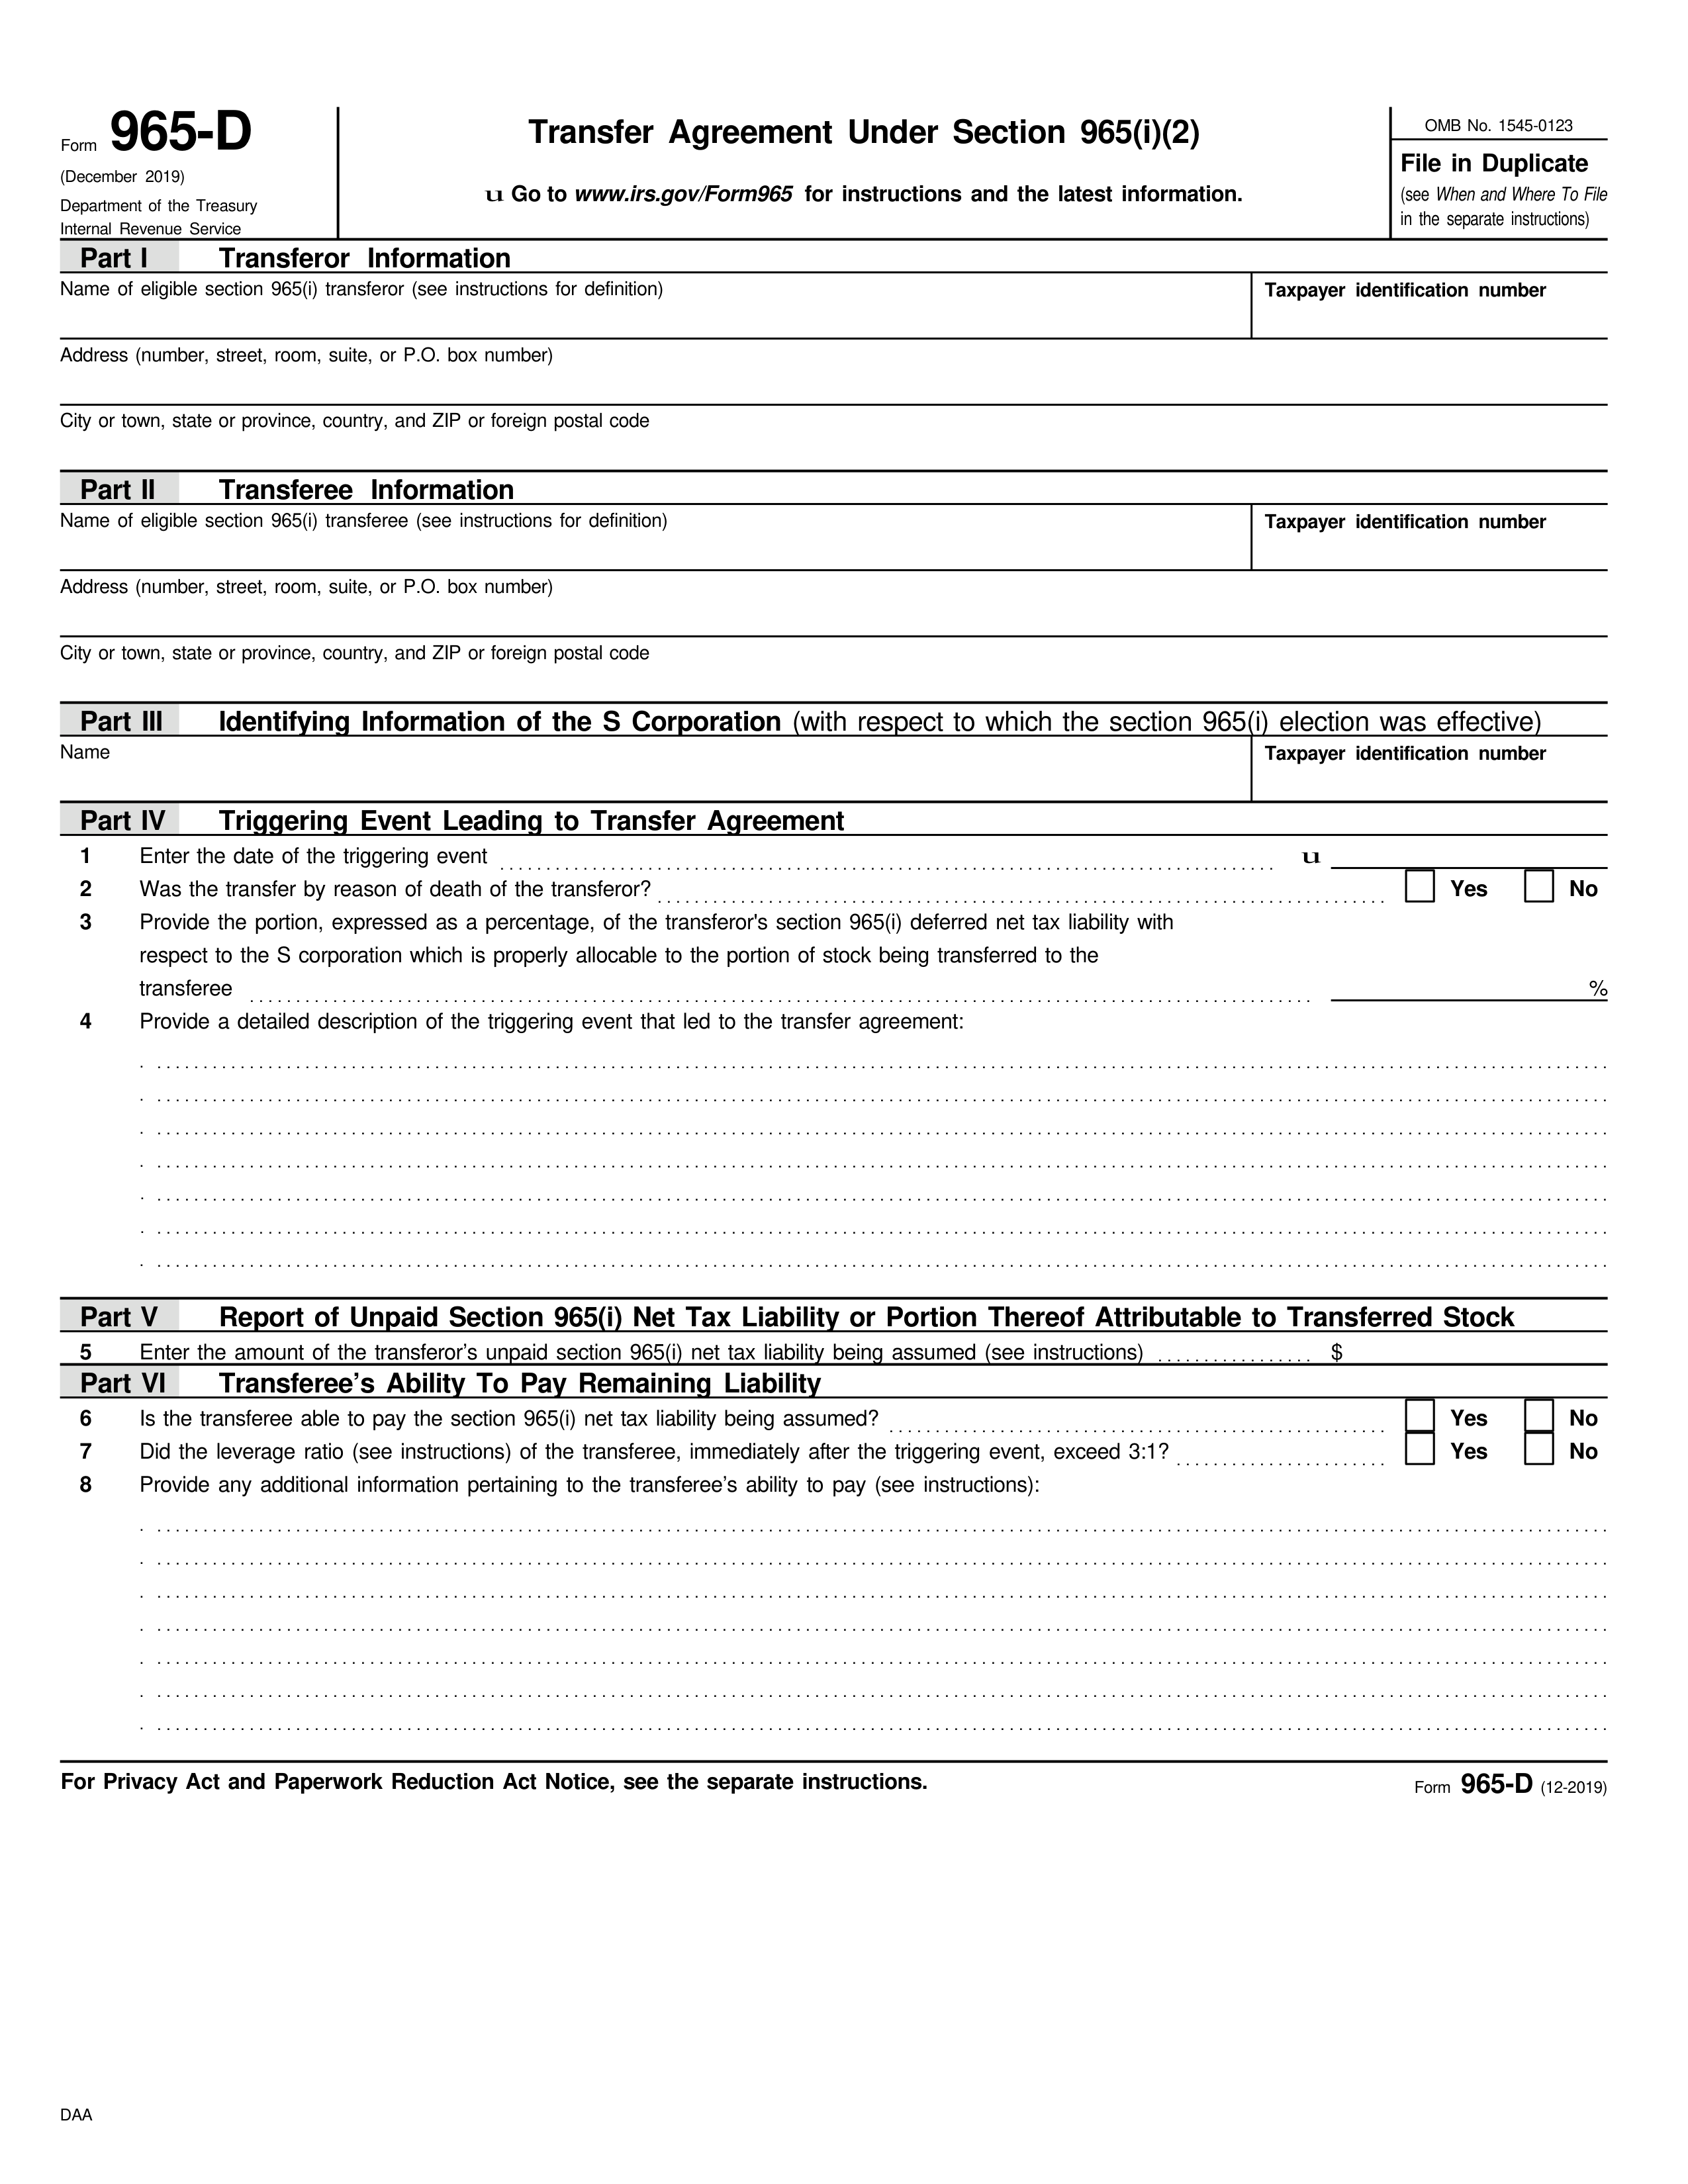 Form 965-D
(December 2019)
Department of the Treasury
Internal Revenue Service
Transfer Agreement Under Section 965(i)(2)
u Go to www.irs.gov/Form965 for instructions and the latest information.
OMB No. 1545-0123
File in Duplicate
(see When and Where To File
in the separate instructions)
Part I Transferor Information
Name of eligible section 965(i) transferor (see instructions for definition)
Taxpayer identification number
Address (number, street, room, suite, or P.O. box number)
City or town, state or province, country, and ZIP or foreign postal code
Part II Transferee Information
Name of eligible section 965(i) transferee (see instructions for definition)
Taxpayer identification number
Address (number, street, room, suite, or P.O. box number)
City or town, state or province, country, and ZIP or foreign postal code
Part III Identifying Information of the S Corporation (with respect to which the section 965(i) election was effective)
Name
Taxpayer identification number
Part IV Triggering Event Leading to Transfer Agreement
1 Enter the date of the triggering event u
2 Was the transfer by reason of death of the transferor? Yes No
3 Provide the portion, expressed as a percentage, of the transferor's section 965(i) deferred net tax liability with
respect to the S corporation which is properly allocable to the portion of stock being transferred to the
transferee %
4 Provide a detailed description of the triggering event that led to the transfer agreement:
Part V Report of Unpaid Section 965(i) Net Tax Liability or Portion Thereof Attributable to Transferred Stock
5 Enter the amount of the transferor’s unpaid section 965(i) net tax liability being assumed (see instructions) $
Part VI Transferee’s Ability To Pay Remaining Liability
6 Is the transferee able to pay the section 965(i) net tax liability being assumed? Yes No
7 Did the leverage ratio (see instructions) of the transferee, immediately after the triggering event, exceed 3:1? Yes No
8 Provide any additional information pertaining to the transferee’s ability to pay (see instructions):
For Privacy Act and Paperwork Reduction Act Notice, see the separate instructions.
Form 965-D (12-2019)
DAA